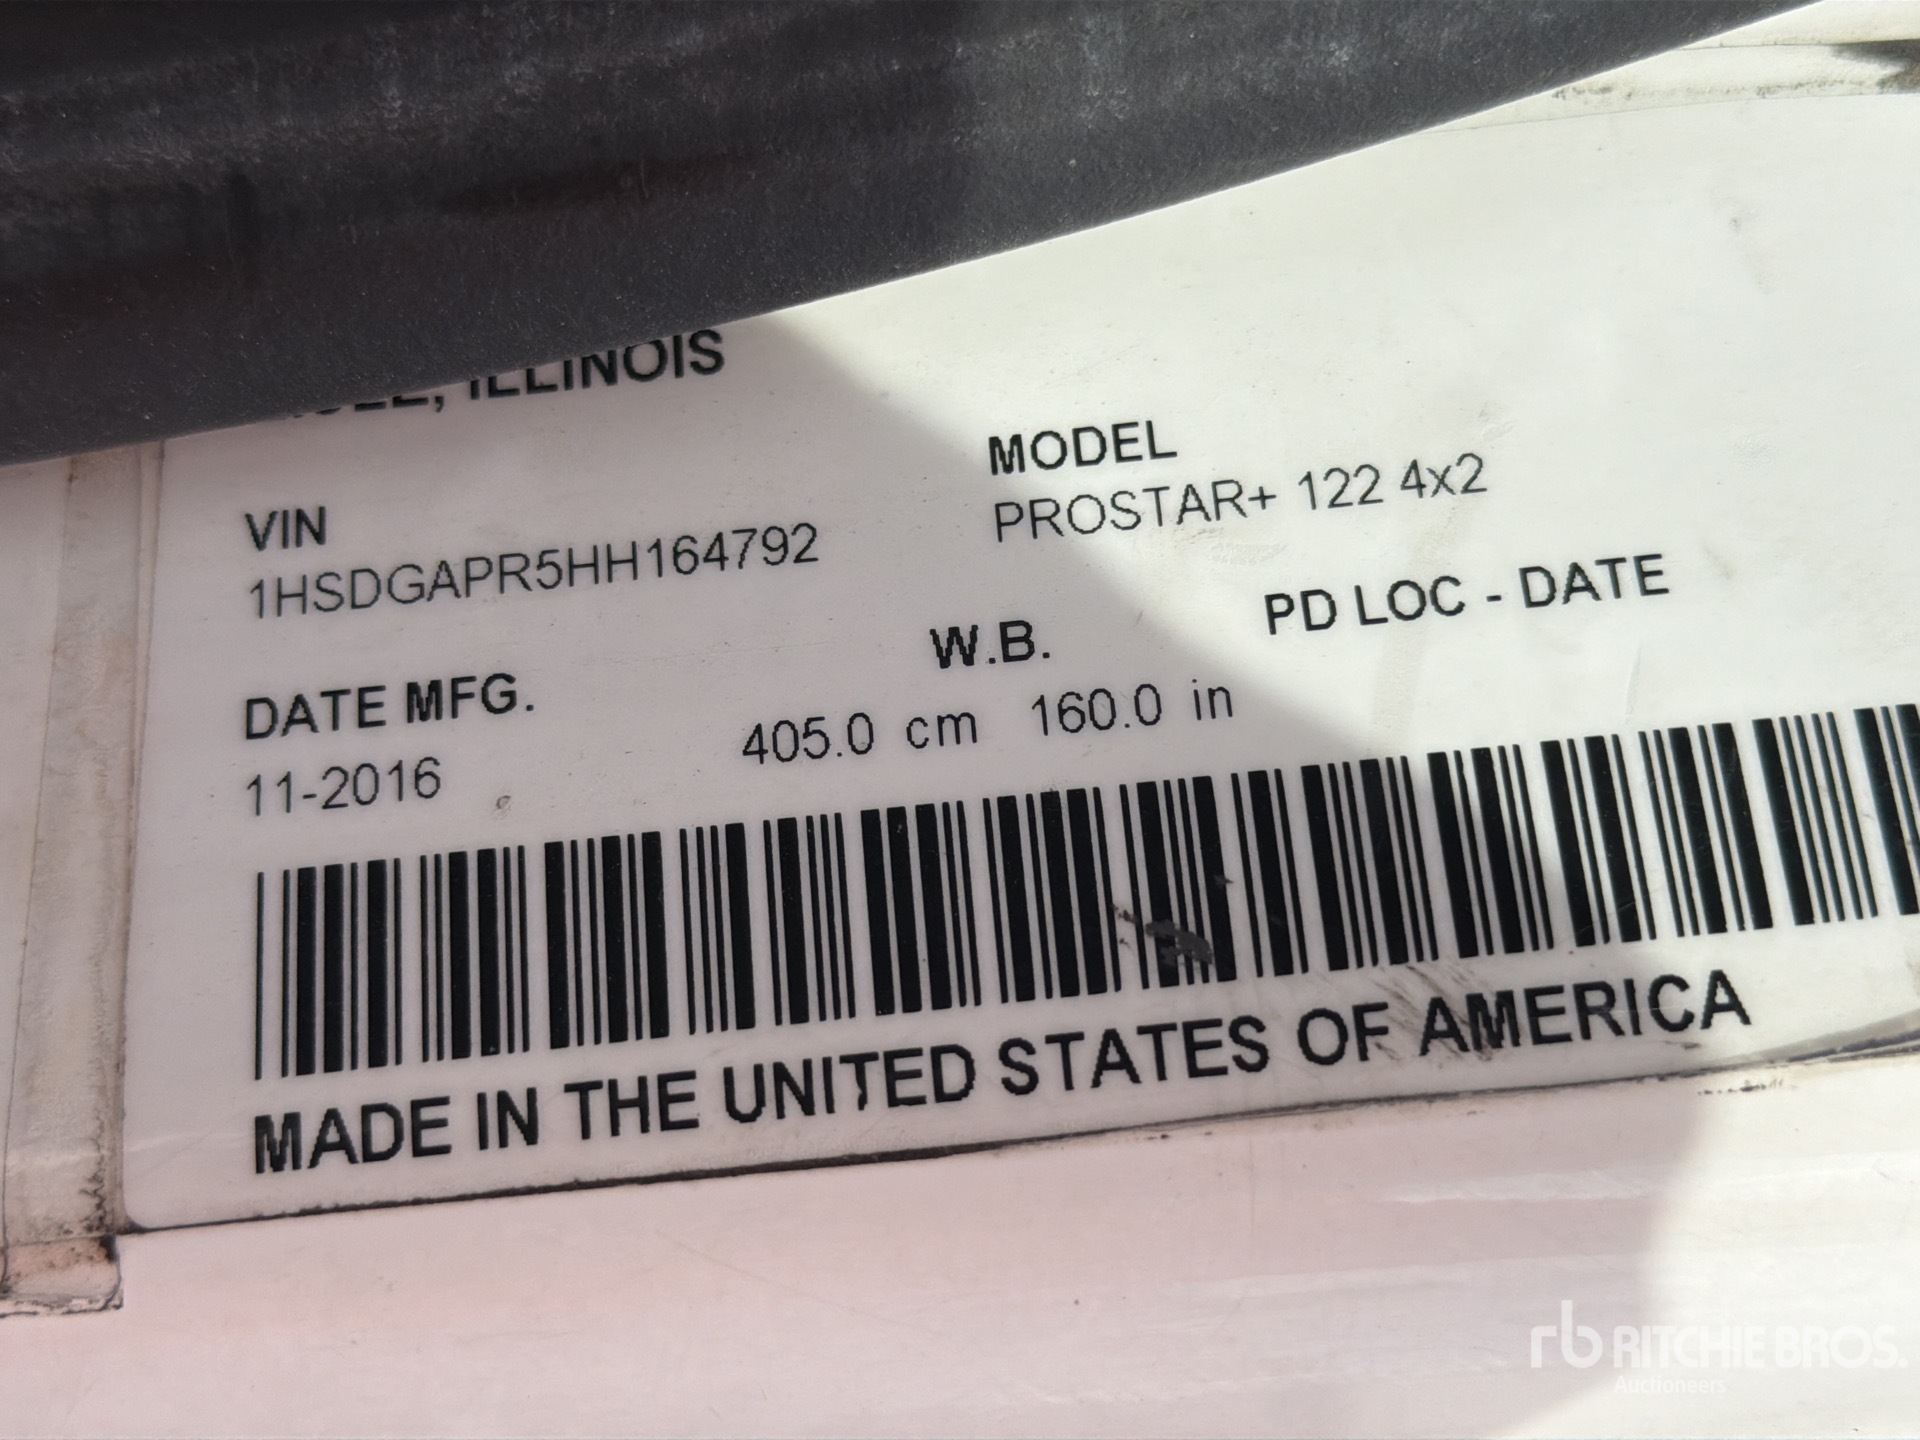 ILLINOIS
VIN
1HSDGAPR5HH164792
MODEL
PROSTAR+ 122 4x2
DATE MFG.
11-2016
W.B.
405.0 cm 160.0 in
PD LOC - DATE
MADE IN THE UNITED STATES OF AMERICA
rb RITCHIE BROS.
Auctioneers